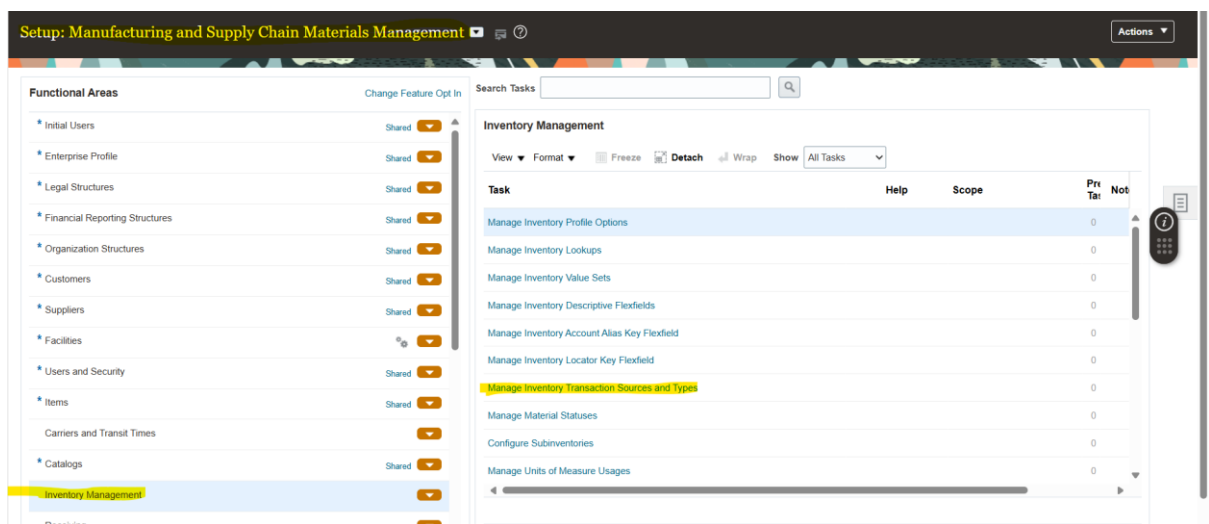 Setup: Manufacturing and Supply Chain Materials Management
Actions
Functional Areas
Change Feature Opt In
* Initial Users Shared
* Enterprise Profile Shared
* Legal Structures Shared
* Financial Reporting Structures Shared
* Organization Structures Shared
* Customers Shared
* Suppliers Shared
* Facilities
* Users and Security Shared
* Items Shared
Carriers and Transit Times
* Catalogs Shared
Inventory Management
Search Tasks
Inventory Management
View Format Freeze Detach Wrap Show All Tasks
Task Help Scope Not
Manage Inventory Profile Options 0
Manage Inventory Lookups 0
Manage Inventory Value Sets 0
Manage Inventory Descriptive Flexfields 0
Manage Inventory Account Alias Key Flexfield 0
Manage Inventory Locator Key Flexfield 0
Manage Inventory Transaction Sources and Types 0
Manage Material Statuses 0
Configure Subinventories 0
Manage Units of Measure Usages 0